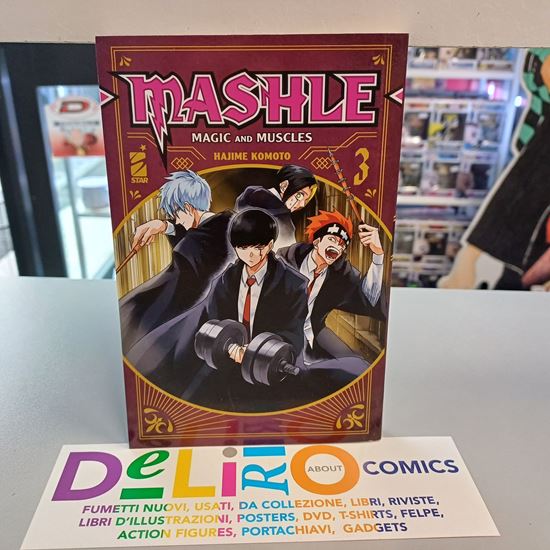 MASHLE
MAGIC AND MUSCLES
HAJIME KOMOTO
STAR
3
DeLiRiO
ABOUT
COMICS
FUMETTI NUOVI, USATI, DA COLLEZIONE, LIBRI, RIVISTE,
LIBRI D'ILLUSTRAZIONI, POSTERS, DVD, T-SHIRTS, FELPE,
ACTION FIGURES, PORTACHIAVI, GADGETS